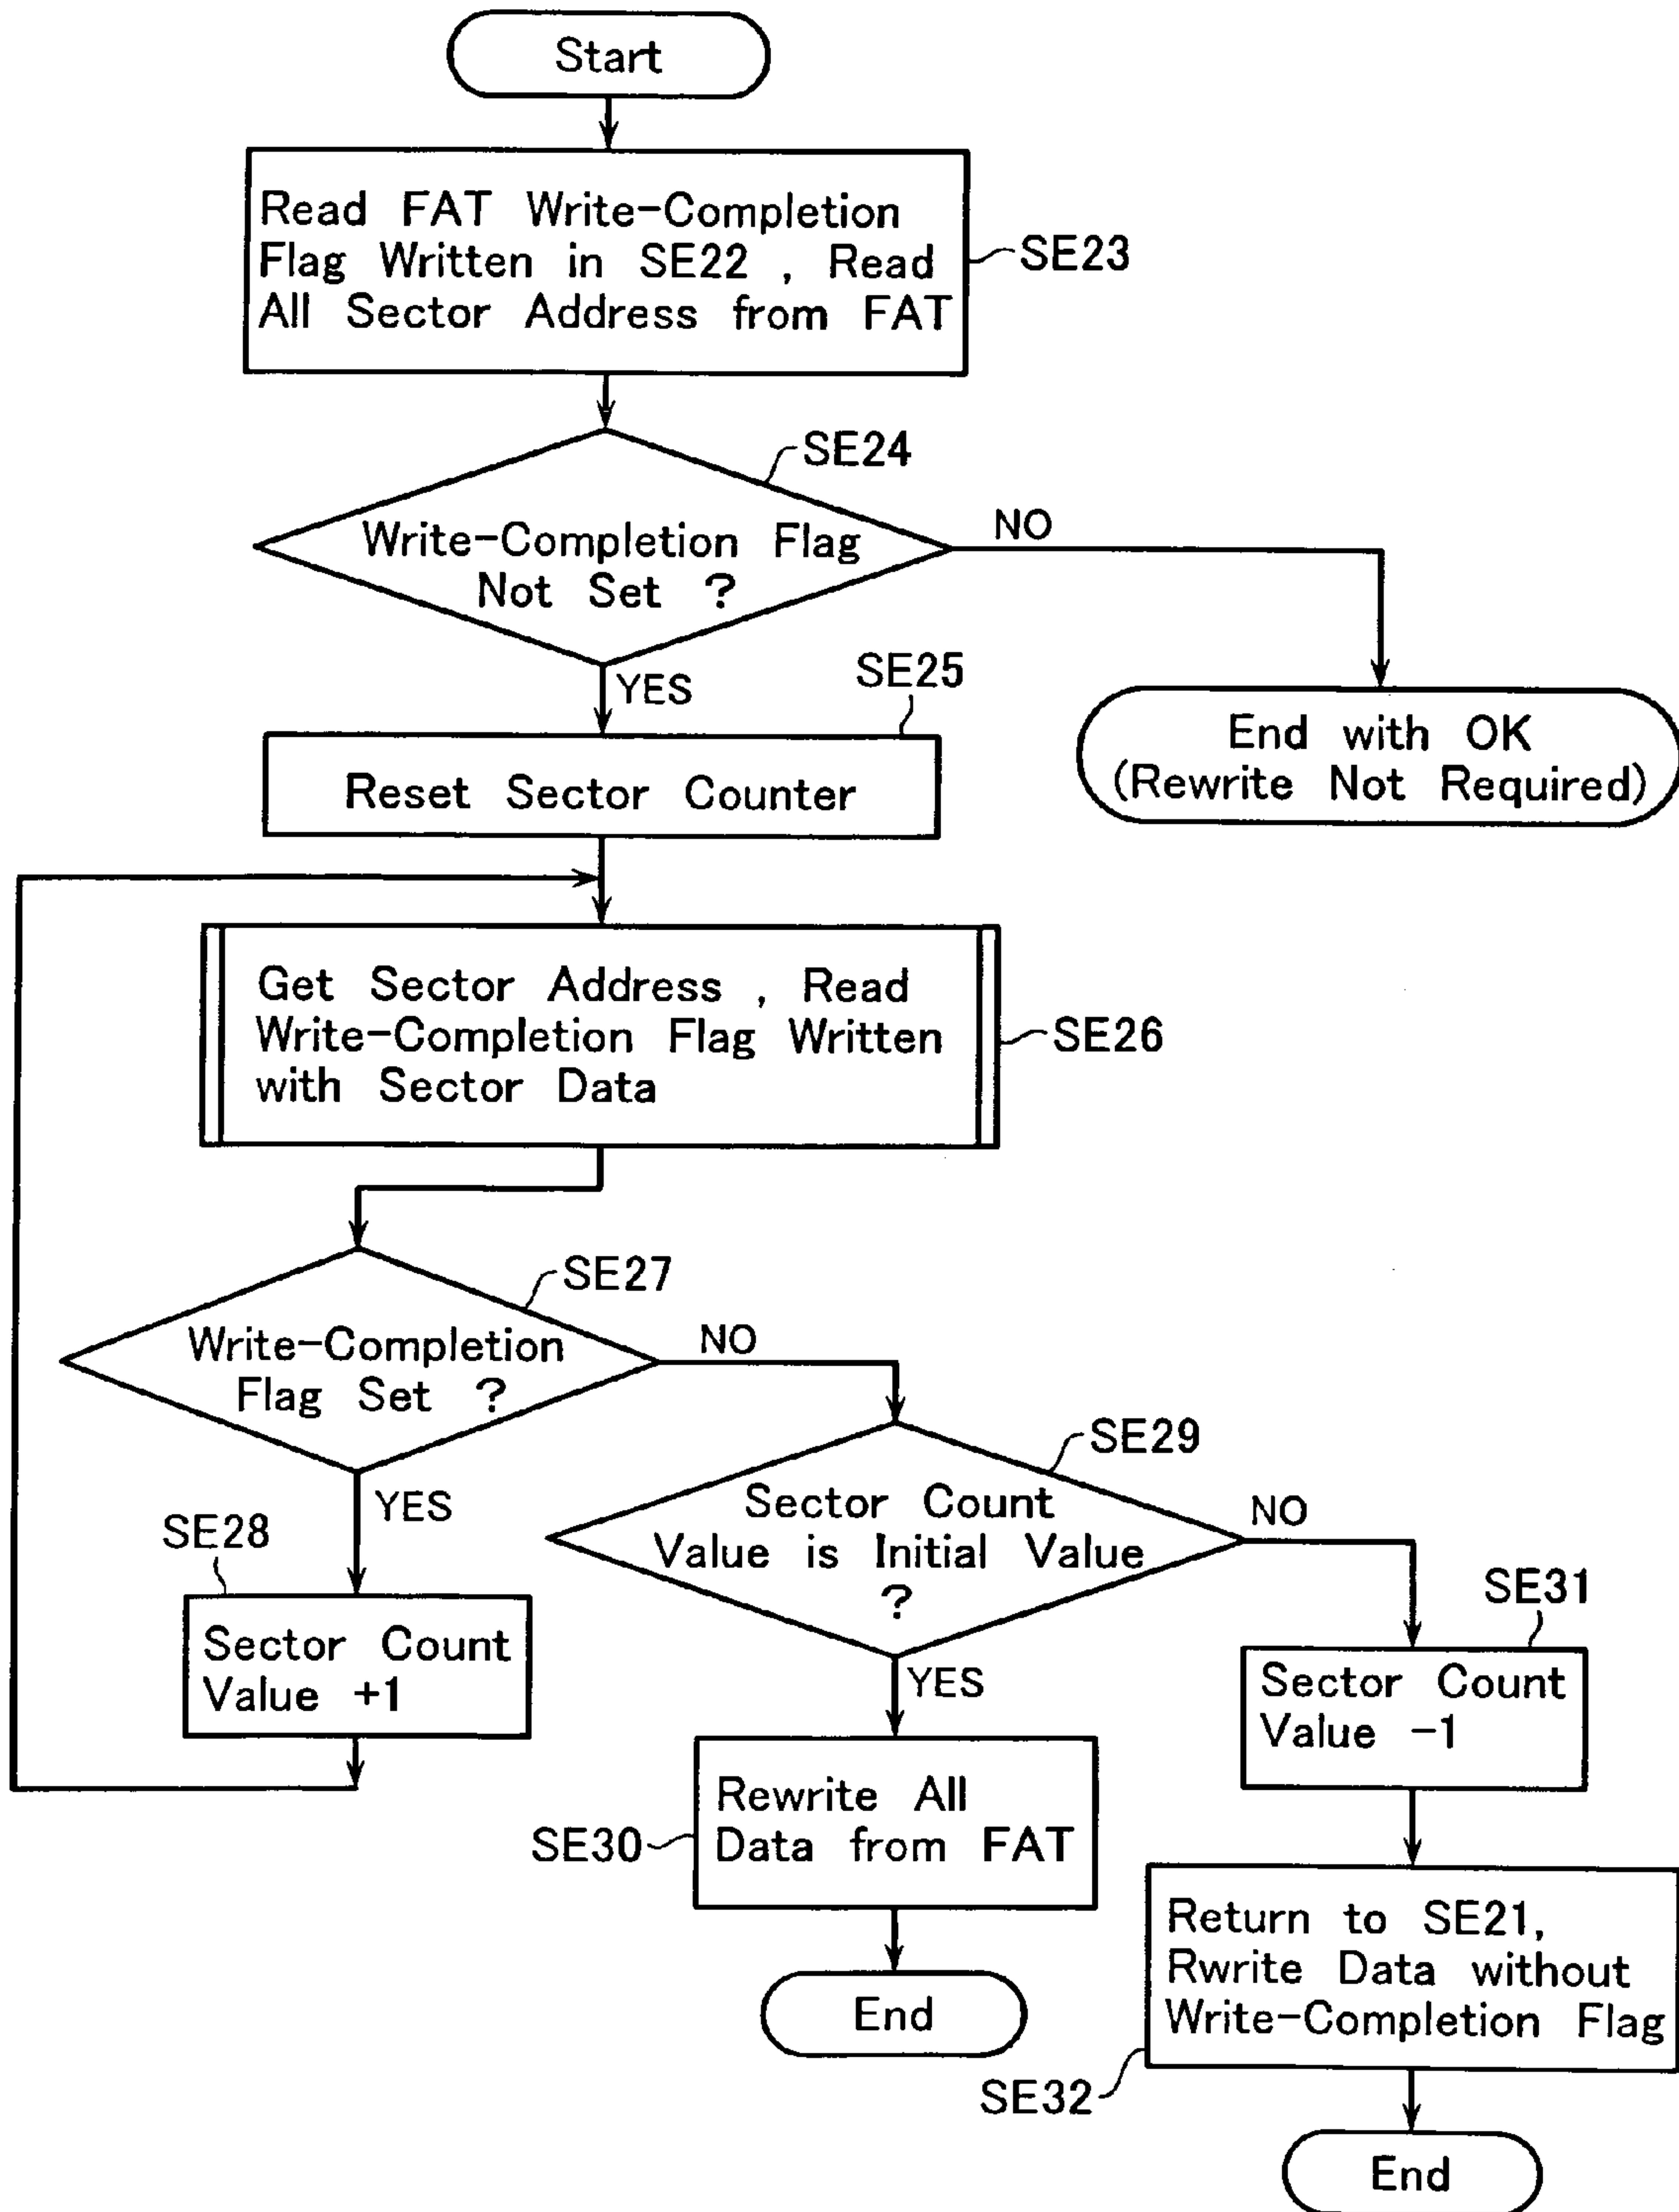 Start
Read FAT Write-Completion
Flag Written in SE22 , Read
All Sector Address from FAT
SE23
SE24
Write-Completion Flag
Not Set ?
NO
YES
SE25
Reset Sector Counter
End with OK
(Rewrite Not Required)
Get Sector Address , Read
Write-Completion Flag Written
with Sector Data
SE26
SE27
Write-Completion
Flag Set ?
NO
YES
SE28
Sector Count
Value +1
SE29
Sector Count
Value is Initial Value
?
NO
YES
SE31
Sector Count
Value -1
Rewrite All
Data from FAT
SE30
End
Return to SE21,
Rwrite Data without
Write-Completion Flag
SE32
End